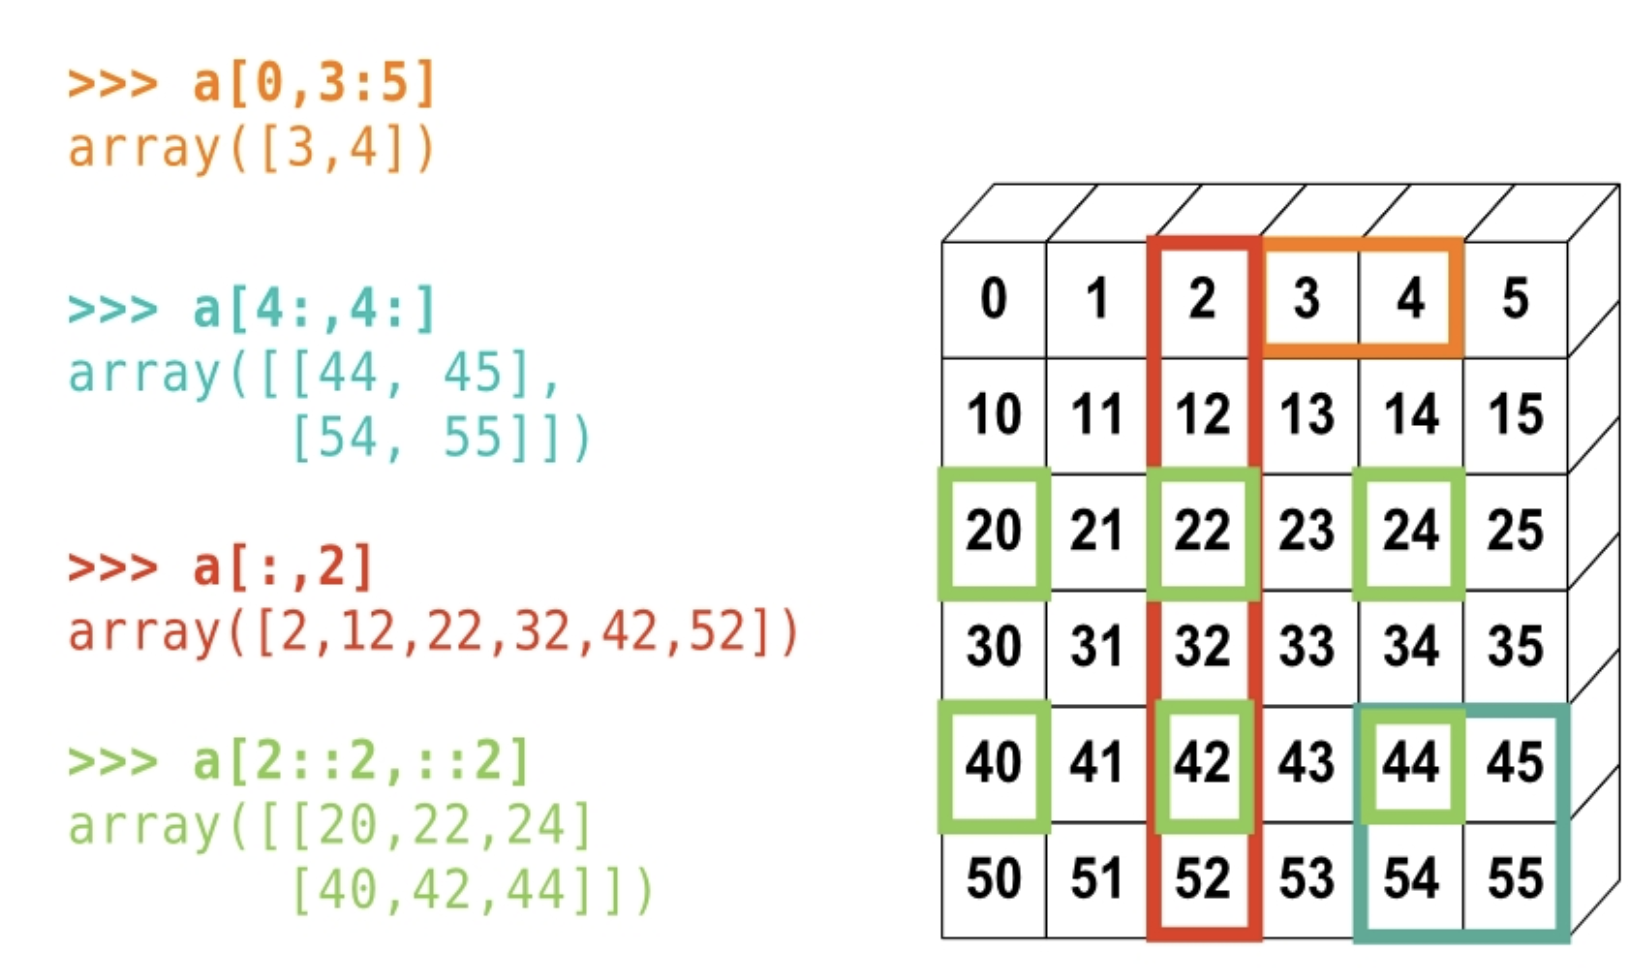 >>> a[0,3:5]
array([3,4])
>>> a[4:,4:]
array([[44, 45],
[54, 55]])
>>> a[:,2]
array([2,12,22,32,42,52])
>>> a[2::2,::2]
array([[20,22,24]
[40,42,44]])
0 1 2 3 4 5
10 11 12 13 14 15
20 21 22 23 24 25
30 31 32 33 34 35
40 41 42 43 44 45
50 51 52 53 54 55